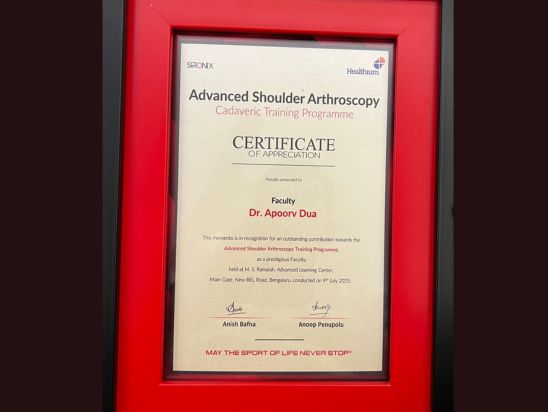 SIRONIX
Healthium
Advanced Shoulder Arthroscopy
Cadaveric Training Programme
CERTIFICATE
OF APPRECIATION
Proudly presented to
Faculty
Dr. Apoorv Dua
This memento is in recognition for an outstanding contribution towards the
Advanced Shoulder Arthroscopy Training Programme,
as a prestigious Faculty,
held at M. S. Ramaiah, Advanced Learning Center,
Main Gate, New BEL Road, Bengaluru, conducted on 9th July 2025.
Anish Bafna
Anoop Penupolu
MAY THE SPORT OF LIFE NEVER STOP®